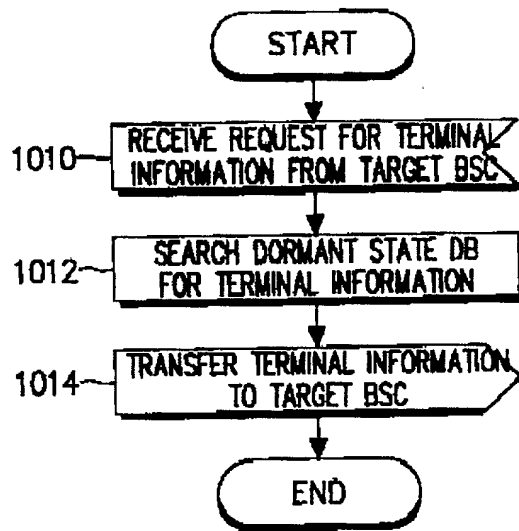 START
1010
RECEIVE REQUEST FOR TERMINAL
INFORMATION FROM TARGET BSC
1012
SEARCH DORMANT STATE DB
FOR TERMINAL INFORMATION
1014
TRANSFER TERMINAL INFORMATION
TO TARGET BSC
END